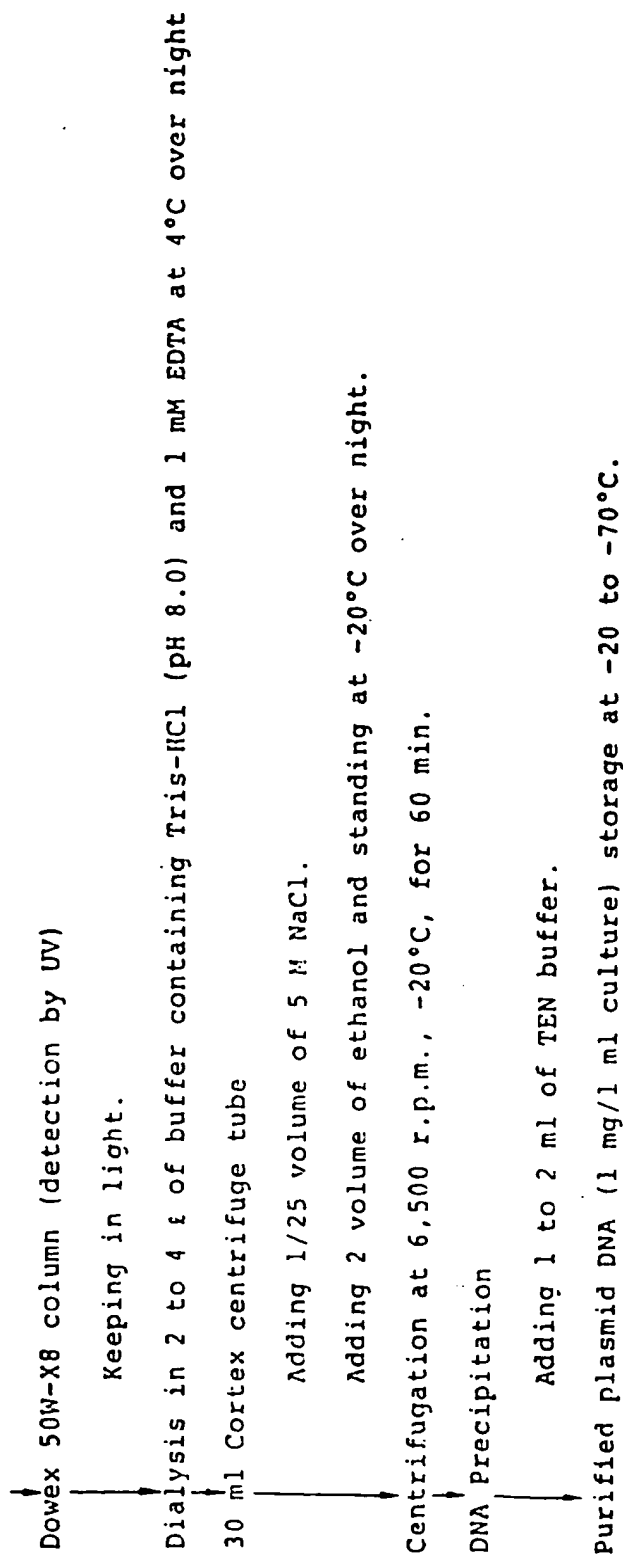 Dowex 50W-X8 column (detection by UV)
Keeping in light.
Dialysis in 2 to 4 £ of buffer containing Tris-HCl (pH 8.0) and 1 mM EDTA at 4°C over night
30 ml Cortex centrifuge tube
Adding 1/25 volume of 5 M NaCl.
Adding 2 volume of ethanol and standing at -20°C over night.
Centrifugation at 6,500 r.p.m., -20°C, for 60 min.
DNA Precipitation
Adding 1 to 2 ml of TEN buffer.
Purified plasmid DNA (1 mg/1 ml culture) storage at -20 to -70°C.